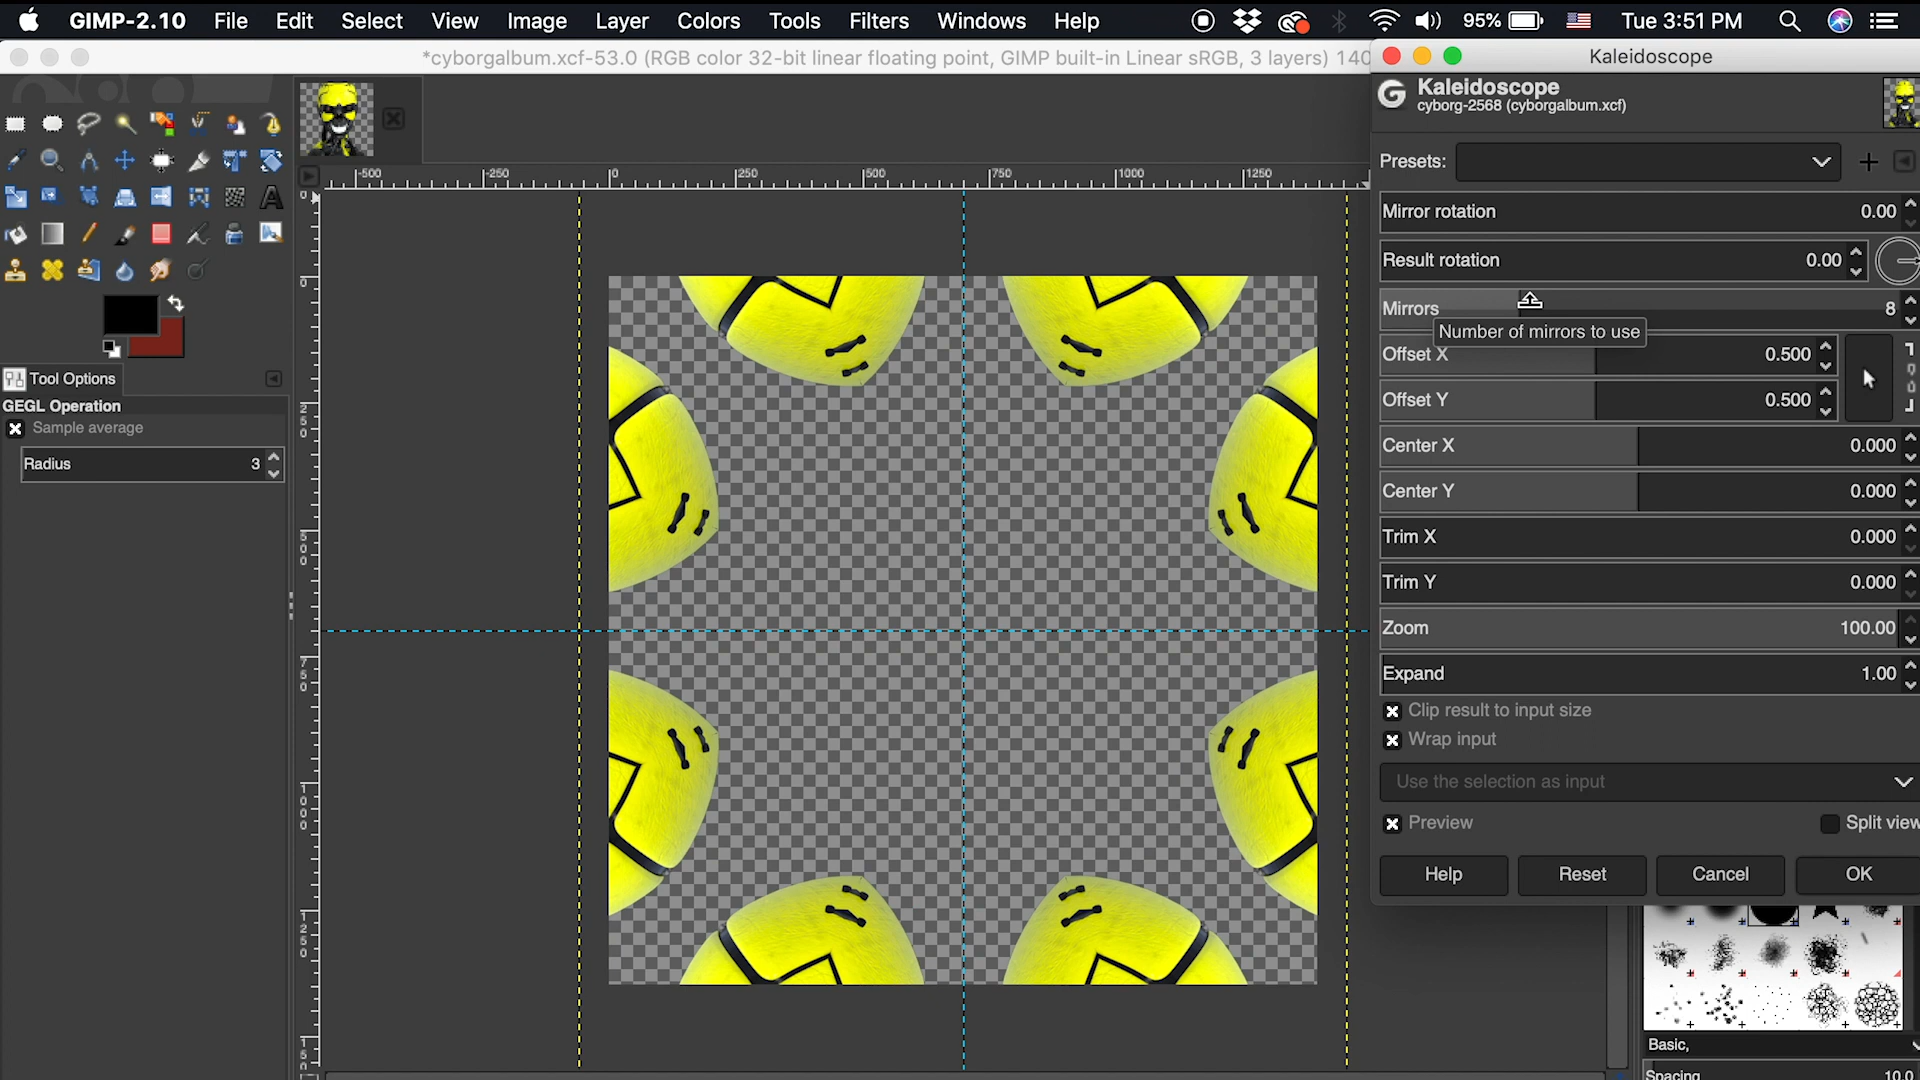 GIMP-2.10 File Edit Select View Image Layer Colors Tools Filters Windows Help 95% Tue 3:51 PM
*cyborgalbum.xcf-53.0 (RGB color 32-bit linear floating point, GIMP built-in Linear sRGB, 3 layers) 140
Kaleidoscope
Kaleidoscope
cyborg-2568 (cyborgalbum.xcf)
Presets:
-500 -250 0 250 500 750 1000 1250
0
250
500
750
1000
1250
Mirror rotation 0.00
Result rotation 0.00
Mirrors 8
Number of mirrors to use
Offset X 0.500
Offset Y 0.500
Center X 0.000
Center Y 0.000
Trim X 0.000
Trim Y 0.000
Zoom 100.00
Expand 1.00
Clip result to input size
Wrap input
Use the selection as input
Preview Split view
Help Reset Cancel OK
Tool Options
GEGL Operation
Sample average
Radius 3
Basic,
Spacing 10.0